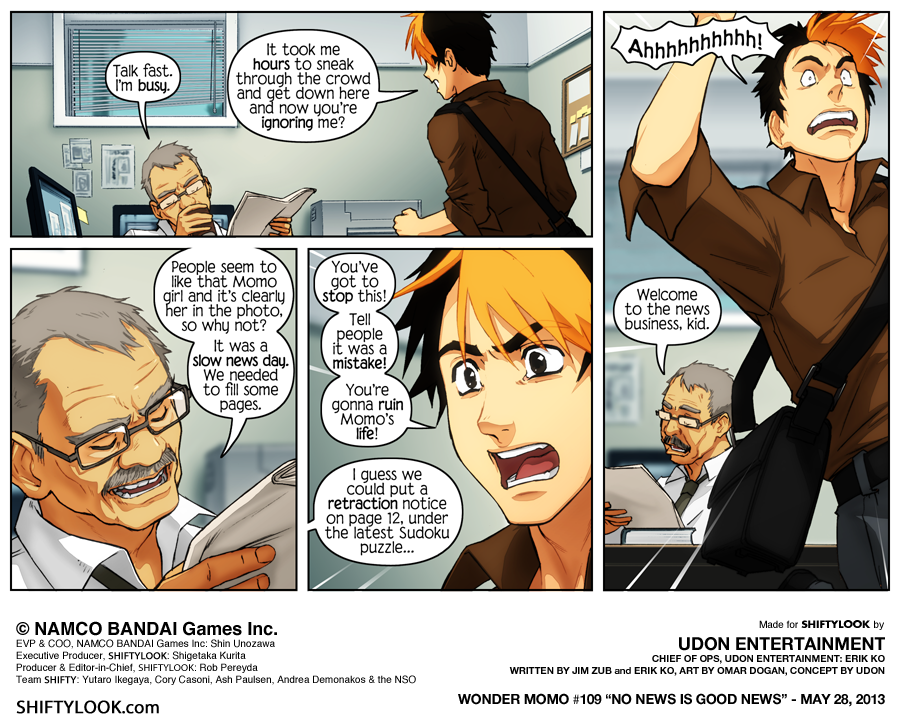 Talk fast.
I'm busy.
It took me
hours to sneak
through the crowd
and get down here
and now you're
ignoring me?
People seem to
like that Momo
girl and it's clearly
her in the photo,
so why not?
It was a
slow news day.
We needed
to fill some
pages.
You've
got to
stop this!
Tell
people
it was a
mistake!
You're
gonna ruin
Momo's
life!
I guess we
could put a
retraction notice
on page 12, under
the latest Sudoku
puzzle...
Ahhhhhhhhhh!
Welcome
to the news
business, kid.
© NAMCO BANDAI Games Inc.
EVP & COO, NAMCO BANDAI Games Inc: Shin Unozawa
Executive Producer, SHIFTYLOOK: Shigetaka Kurita
Producer & Editor-in-Chief, SHIFTYLOOK: Rob Pereyda
Team SHIFTY: Yutaro Ikegaya, Cory Casoni, Ash Paulsen, Andrea Demonakos & the NSO
SHIFTYLOOK.com
Made for SHIFTYLOOK by
UDON ENTERTAINMENT
CHIEF OF OPS, UDON ENTERTAINMENT: ERIK KO
WRITTEN BY JIM ZUB and ERIK KO, ART BY OMAR DOGAN, CONCEPT BY UDON
WONDER MOMO #109 “NO NEWS IS GOOD NEWS” - MAY 28, 2013